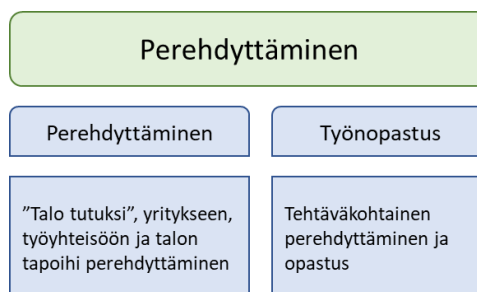 Perehdyttäminen
Perehdyttäminen
Työnopastus
”Talo tutuksi”, yritykseen,
työyhteisöön ja talon
tapoihi perehdyttäminen
Tehtäväkohtainen
perehdyttäminen ja
opastus